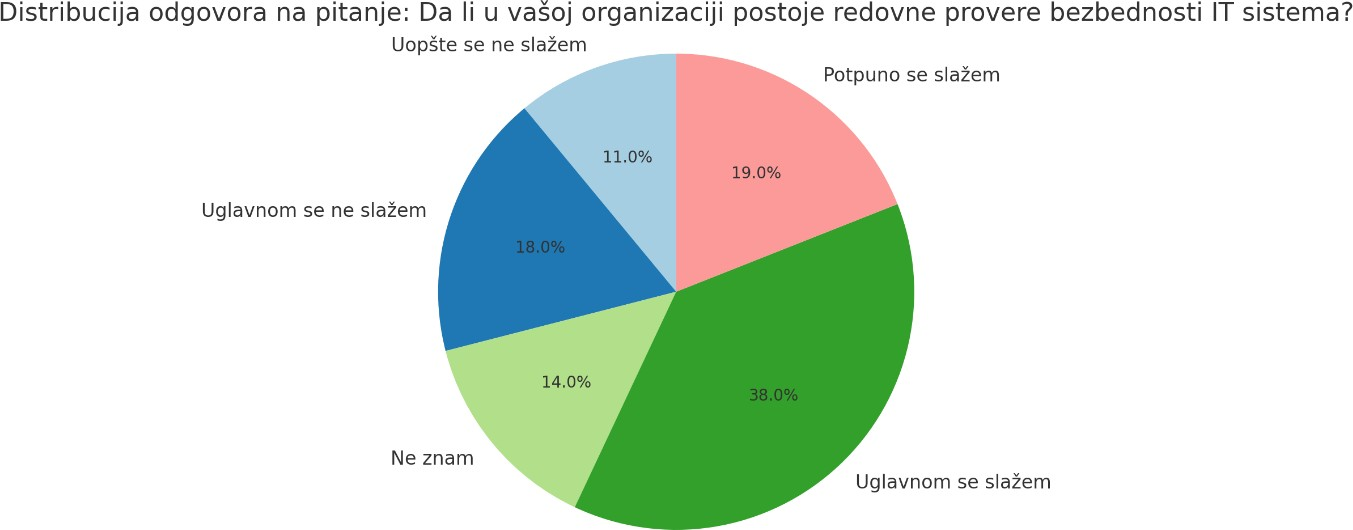 Distribucija odgovora na pitanje: Da li u vašoj organizaciji postoje redovne provere bezbednosti IT sistema?
Uopšte se ne slažem
Potpuno se slažem
11.0%
19.0%
Uglavnom se ne slažem
18.0%
14.0%
38.0%
Ne znam
Uglavnom se slažem